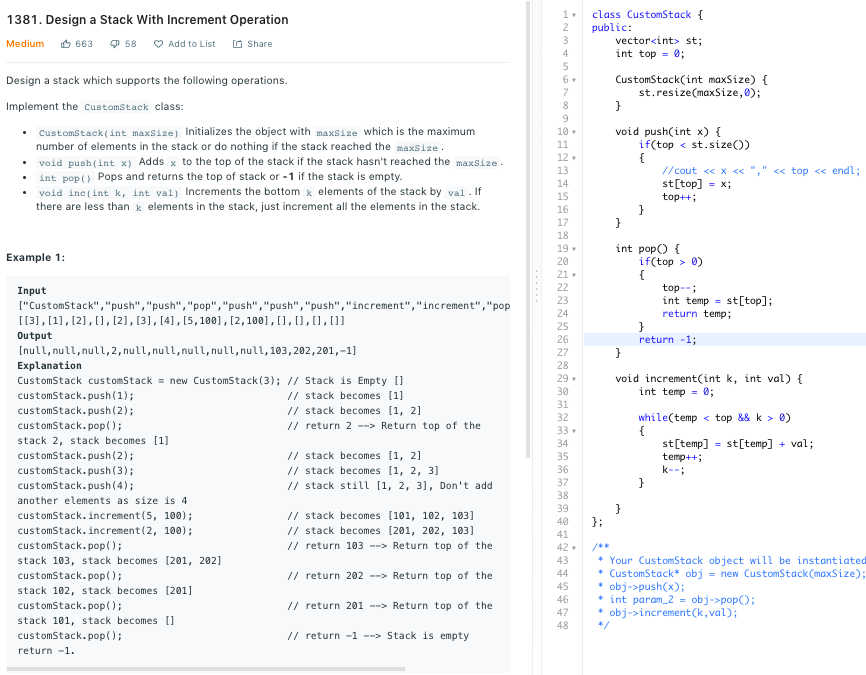 1381. Design a Stack With Increment Operation
Medium 663 58 Add to List Share
Design a stack which supports the following operations.
Implement the CustomStack class:
• CustomStack(int maxSize) Initializes the object with maxSize which is the maximum
number of elements in the stack or do nothing if the stack reached the maxSize.
• void push(int x) Adds x to the top of the stack if the stack hasn't reached the maxSize.
• int pop() Pops and returns the top of stack or -1 if the stack is empty.
• void inc(int k, int val) Increments the bottom k elements of the stack by val. If
there are less than k elements in the stack, just increment all the elements in the stack.
Example 1:
Input
["CustomStack","push","push","pop","push","push","push","increment","increment","pop
[[3],[1],[2],[],[2],[3],[4],[5,100],[2,100],[],[],[],[]]
Output
[null,null,null,2,null,null,null,null,null,103,202,201,-1]
Explanation
CustomStack customStack = new CustomStack(3); // Stack is Empty []
customStack.push(1); // stack becomes [1]
customStack.push(2); // stack becomes [1, 2]
customStack.pop(); // return 2 --> Return top of the
stack 2, stack becomes [1]
customStack.push(2); // stack becomes [1, 2]
customStack.push(3); // stack becomes [1, 2, 3]
customStack.push(4); // stack still [1, 2, 3], Don't add
another elements as size is 4
customStack.increment(5, 100); // stack becomes [101, 102, 103]
customStack.increment(2, 100); // stack becomes [201, 202, 103]
customStack.pop(); // return 103 --> Return top of the
stack 103, stack becomes [201, 202]
customStack.pop(); // return 202 --> Return top of the
stack 102, stack becomes [201]
customStack.pop(); // return 201 --> Return top of the
stack 101, stack becomes []
customStack.pop(); // return -1 --> Stack is empty
return -1.
1 class CustomStack {
2 public:
3 vector<int> st;
4 int top = 0;
5
6 CustomStack(int maxSize) {
7 st.resize(maxSize,0);
8 }
9
10 void push(int x) {
11 if(top < st.size())
12 {
13 //cout << x << "," << top << endl;
14 st[top] = x;
15 top++;
16 }
17 }
18
19 int pop() {
20 if(top > 0)
21 {
22 top--;
23 int temp = st[top];
24 return temp;
25 }
26 return -1;
27 }
28
29 void increment(int k, int val) {
30 int temp = 0;
31
32 while(temp < top && k > 0)
33 {
34 st[temp] = st[temp] + val;
35 temp++;
36 k--;
37 }
38
39 }
40 };
41
42 /**
43 * Your CustomStack object will be instantiated
44 * CustomStack* obj = new CustomStack(maxSize);
45 * obj->push(x);
46 * int param_2 = obj->pop();
47 * obj->increment(k,val);
48 */